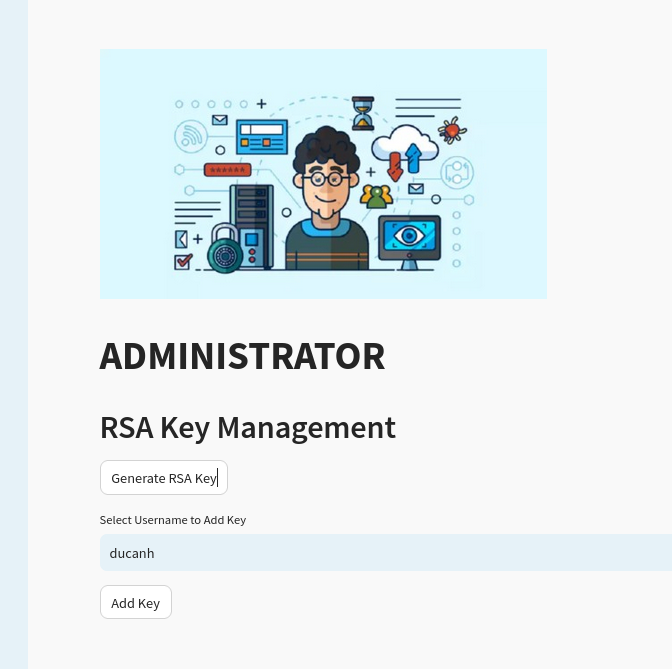 ADMINISTRATOR
RSA Key Management
Generate RSA Key
Select Username to Add Key
ducanh
Add Key